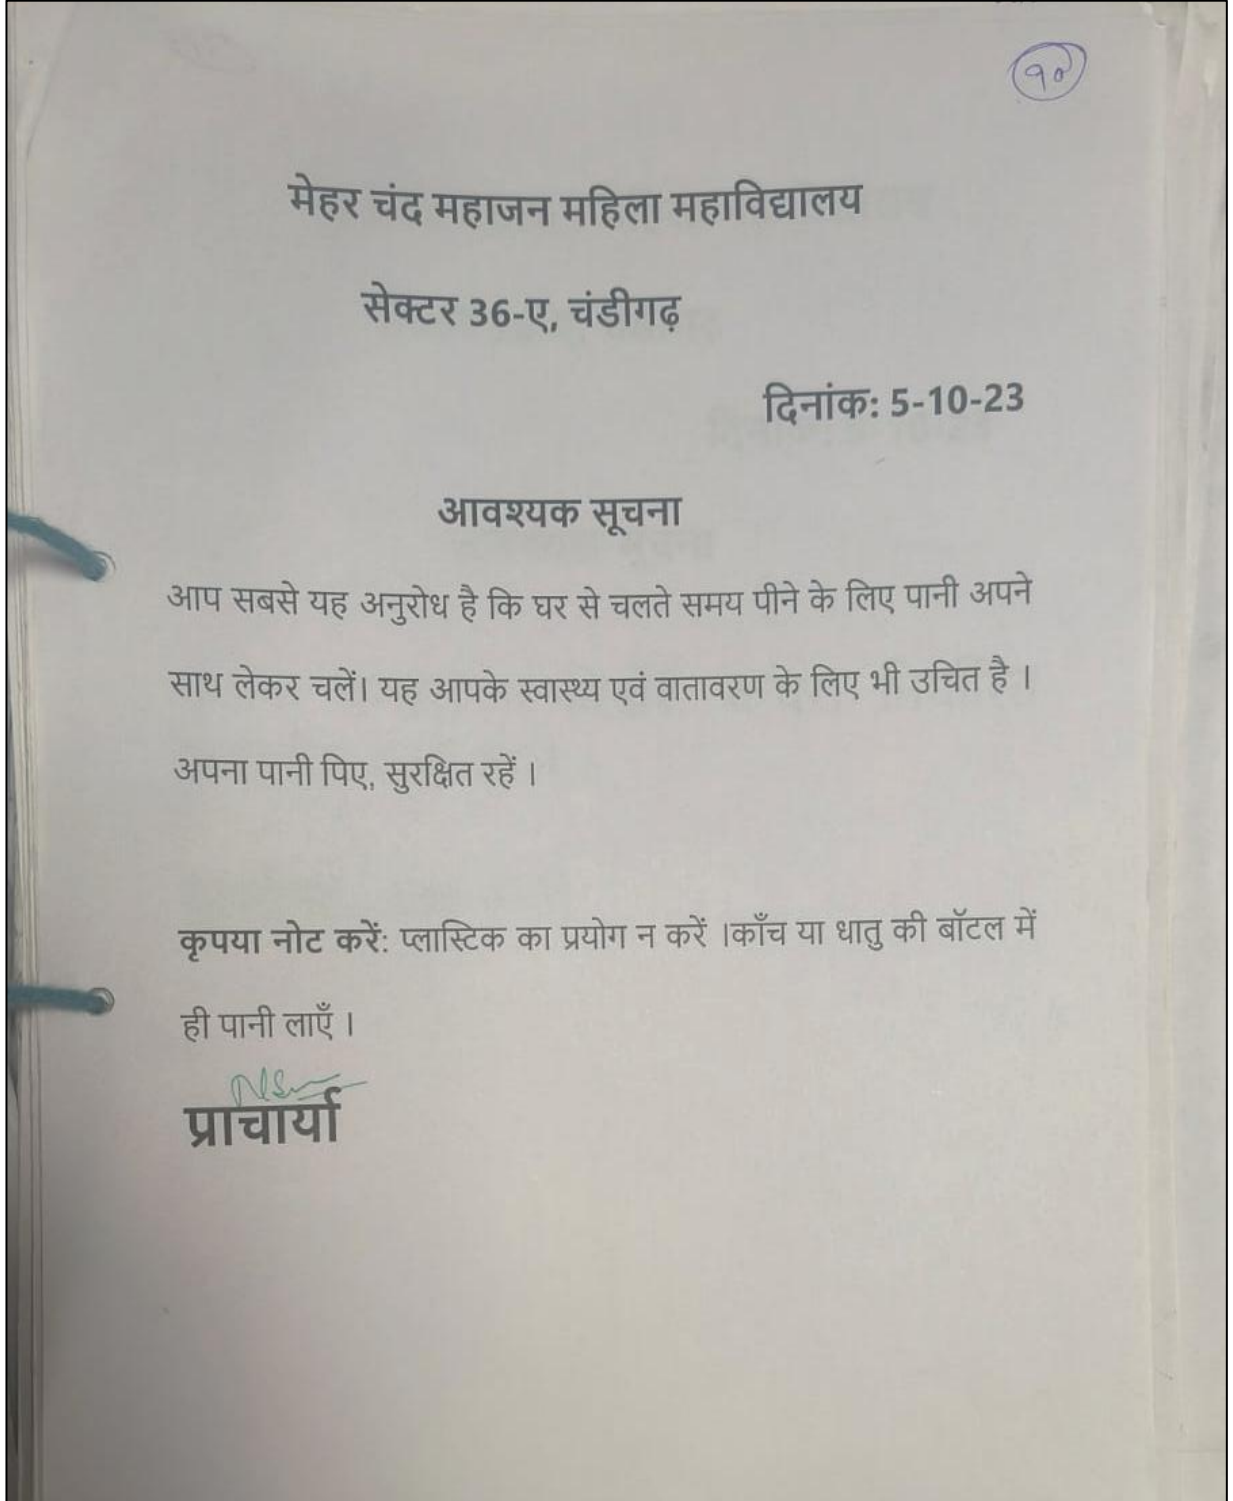 १०
मेहर चंद महाजन महिला महाविद्यालय
सेक्टर 36-ए, चंडीगढ़
दिनांक: 5-10-23
आवश्यक सूचना
आप सबसे यह अनुरोध है कि घर से चलते समय पीने के लिए पानी अपने
साथ लेकर चलें। यह आपके स्वास्थ्य एवं वातावरण के लिए भी उचित है ।
अपना पानी पिए, सुरक्षित रहें ।
कृपया नोट करें: प्लास्टिक का प्रयोग न करें ।काँच या धातु की बॉटल में
ही पानी लाएँ ।
प्राचार्या